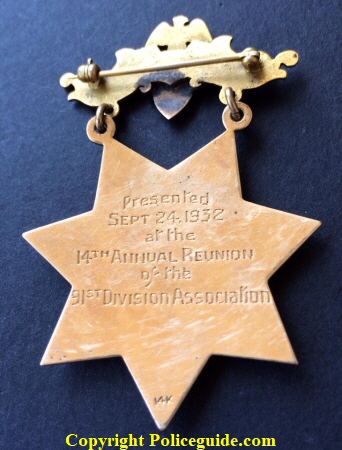 Presented
SEPT 24, 1932
at the
14TH ANNUAL REUNION
of the
91ST DIVISION ASSOCIATION
14K
Copyright Policeguide.com